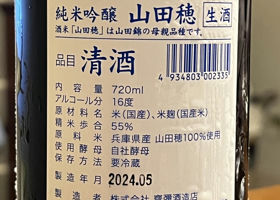 純米吟醸 山田穂 生酒
酒米「山田穂」は山田錦の母親品種です。
品目 清酒
4 934803 002335
内容量 720ml
アルコール分 16度
原材料名 米(国産)、米麹(国産米)
精米歩合 55%
原料米 兵庫県産 山田穂100%使用
使用酵母 自社酵母
保存方法 要冷蔵
製造年月 2024.05
製造者 株式会社 寶酒造店